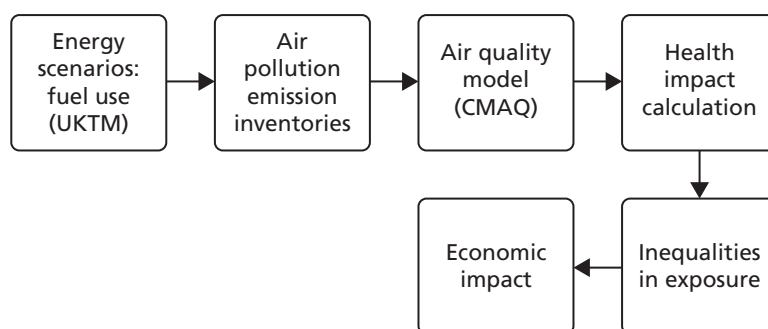 Energy
scenarios:
fuel use
(UKTM)
Air
pollution
emission
inventories
Air quality
model
(CMAQ)
Health
impact
calculation
Economic
impact
Inequalities
in exposure